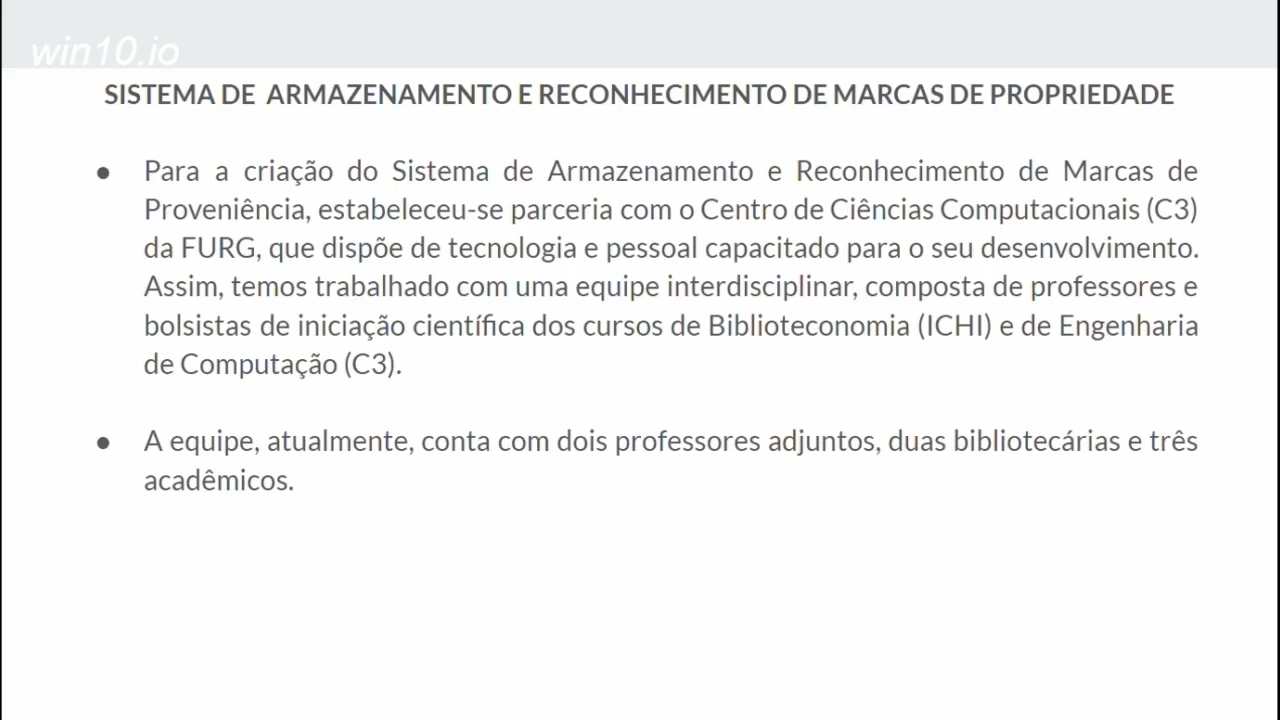 win10.io
SISTEMA DE ARMAZENAMENTO E RECONHECIMENTO DE MARCAS DE PROPRIEDADE
● Para a criação do Sistema de Armazenamento e Reconhecimento de Marcas de
Proveniência, estabeleceu-se parceria com o Centro de Ciências Computacionais (C3)
da FURG, que dispõe de tecnologia e pessoal capacitado para o seu desenvolvimento.
Assim, temos trabalhado com uma equipe interdisciplinar, composta de professores e
bolsistas de iniciação científica dos cursos de Biblioteconomia (ICHI) e de Engenharia
de Computação (C3).
● A equipe, atualmente, conta com dois professores adjuntos, duas bibliotecárias e três
acadêmicos.